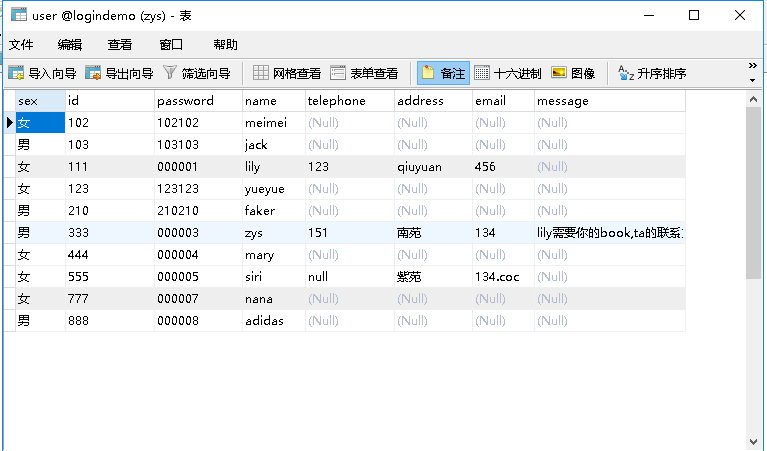 user @logindemo (zys) - 表
文件 编辑 查看 窗口 帮助
导入向导 导出向导 筛选向导 网格查看 表单查看 备注 十六进制 图像 升序排序
sex id password name telephone address email message
女 102 102102 meimei (Null) (Null) (Null) (Null)
男 103 103103 jack (Null) (Null) (Null) (Null)
女 111 000001 lily 123 qiuyuan 456 (Null)
女 123 123123 yueyue (Null) (Null) (Null) (Null)
男 210 210210 faker (Null) (Null) (Null) (Null)
男 333 000003 zys 151 南苑 134 lily需要你的book,ta的联系
女 444 000004 mary (Null) (Null) (Null) (Null)
女 555 000005 siri null 紫苑 134.coc (Null)
女 777 000007 nana (Null) (Null) (Null) (Null)
男 888 000008 adidas (Null) (Null) (Null) (Null)